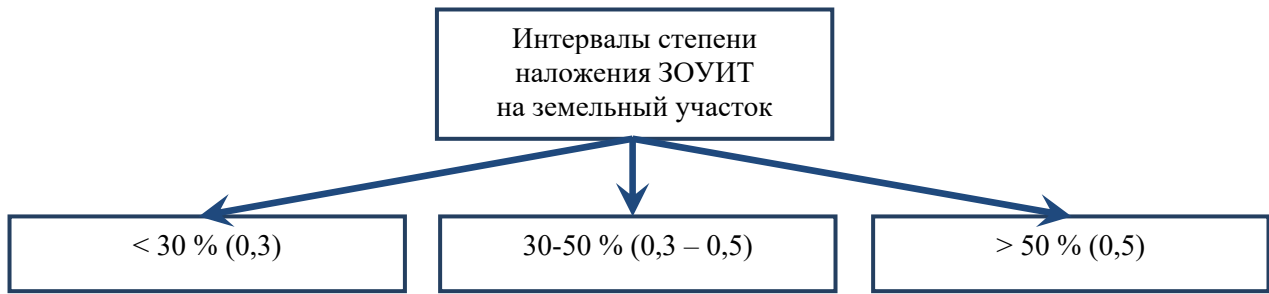 Интервалы степени
наложения ЗОУИТ
на земельный участок
< 30 % (0,3)
30-50 % (0,3 – 0,5)
> 50 % (0,5)